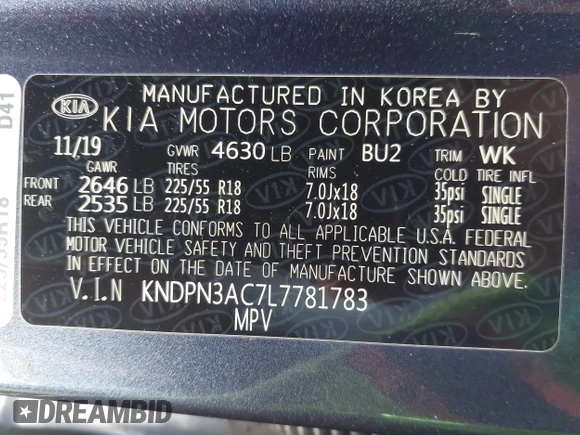 D41
225/55R18
KIA
MANUFACTURED IN KOREA BY
KIA MOTORS CORPORATION
11/19 GVWR 4630 LB PAINT BU2 TRIM WK
GAWR TIRES RIMS COLD TIRE INFL
FRONT 2646 LB 225/55 R18 7.0Jx18 35psi SINGLE
REAR 2535 LB 225/55 R18 7.0Jx18 35psi SINGLE
THIS VEHICLE CONFORMS TO ALL APPLICABLE U.S.A. FEDERAL
MOTOR VEHICLE SAFETY AND THEFT PREVENTION STANDARDS
IN EFFECT ON THE DATE OF MANUFACTURE SHOWN ABOVE.
V.I.N KNDPN3AC7L7781783
MPV
DREAMBID